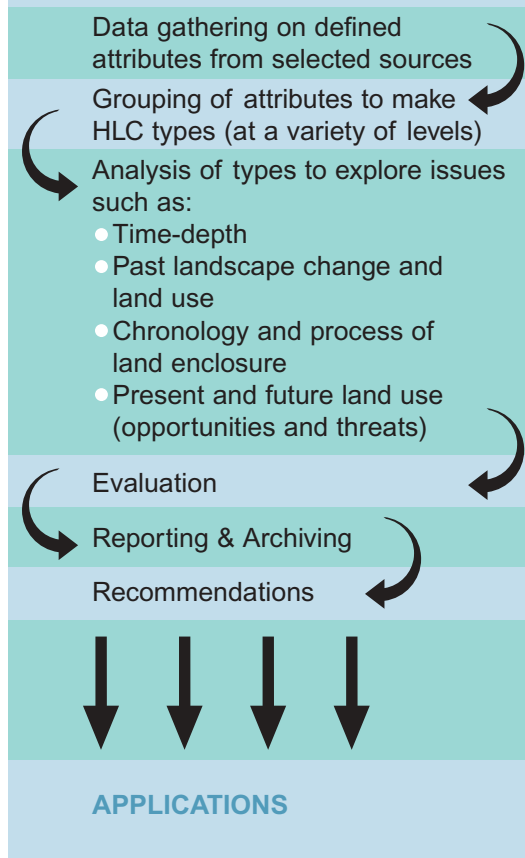 Data gathering on defined
attributes from selected sources
Grouping of attributes to make
HLC types (at a variety of levels)
Analysis of types to explore issues
such as:
Time-depth
Past landscape change and
land use
Chronology and process of
land enclosure
Present and future land use
(opportunities and threats)
Evaluation
Reporting & Archiving
Recommendations
APPLICATIONS